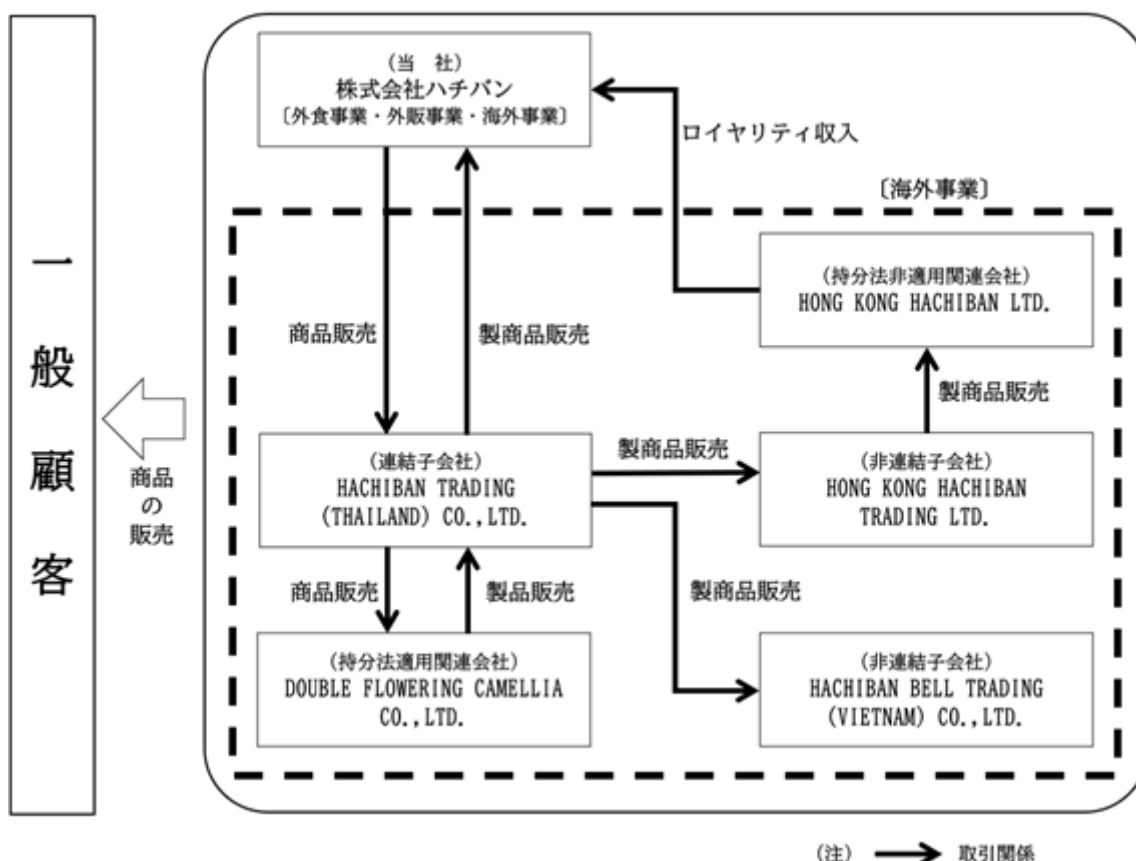 一般顧客
商品
の
販売
(当 社)
株式会社ハチバン
〔外食事業・外販事業・海外事業〕
ロイヤリティ収入
〔海外事業〕
(持分法非適用関連会社)
HONG KONG HACHIBAN LTD.
商品販売
製商品販売
製商品販売
(連結子会社)
HACHIBAN TRADING
(THAILAND) CO.,LTD.
製商品販売
(非連結子会社)
HONG KONG HACHIBAN
TRADING LTD.
商品販売
製品販売
製商品販売
(持分法適用関連会社)
DOUBLE FLOWERING CAMELLIA
CO.,LTD.
(非連結子会社)
HACHIBAN BELL TRADING
(VIETNAM) CO.,LTD.
(注) 取引関係